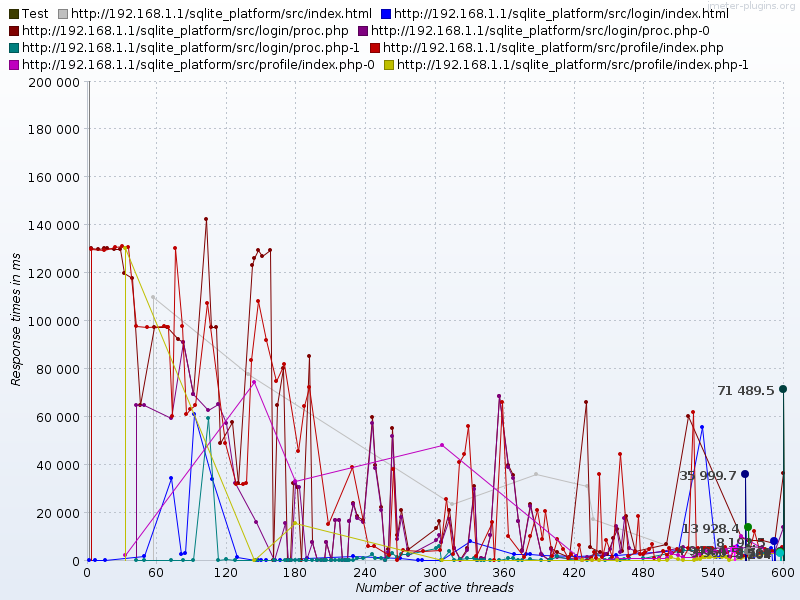 jmeter-plugins.org
Test http://192.168.1.1/sqlite_platform/src/index.html http://192.168.1.1/sqlite_platform/src/login/index.html
http://192.168.1.1/sqlite_platform/src/login/proc.php http://192.168.1.1/sqlite_platform/src/login/proc.php-0
http://192.168.1.1/sqlite_platform/src/login/proc.php-1 http://192.168.1.1/sqlite_platform/src/profile/index.php
http://192.168.1.1/sqlite_platform/src/profile/index.php-0 http://192.168.1.1/sqlite_platform/src/profile/index.php-1
200 000
180 000
160 000
140 000
120 000
100 000
80 000
60 000
40 000
20 000
0
Response times in ms
71 489.5
35 999.7
13 928.4
0 60 120 180 240 300 360 420 480 540 600
Number of active threads